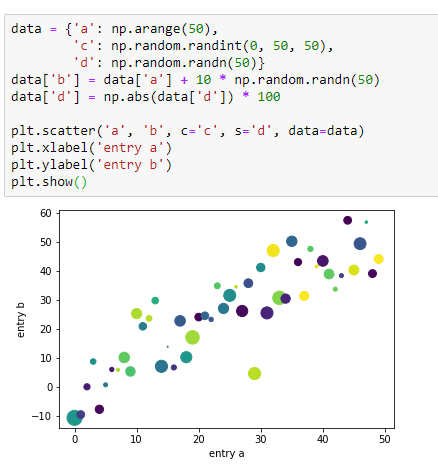 data = {'a': np.arange(50),
        'c': np.random.randint(0, 50, 50),
        'd': np.random.randn(50)}
data['b'] = data['a'] + 10 * np.random.randn(50)
data['d'] = np.abs(data['d']) * 100

plt.scatter('a', 'b', c='c', s='d', data=data)
plt.xlabel('entry a')
plt.ylabel('entry b')
plt.show()
60
50
40
30
20
10
0
−10
entry b
0 10 20 30 40 50
entry a